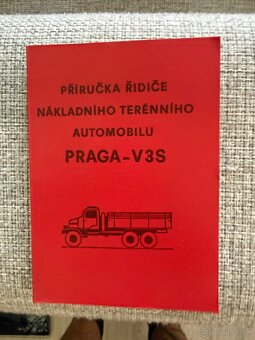 PŘÍRUČKA ŘIDIČE
NÁKLADNÍHO TERÉNNÍHO
AUTOMOBILU
PRAGA-V3S